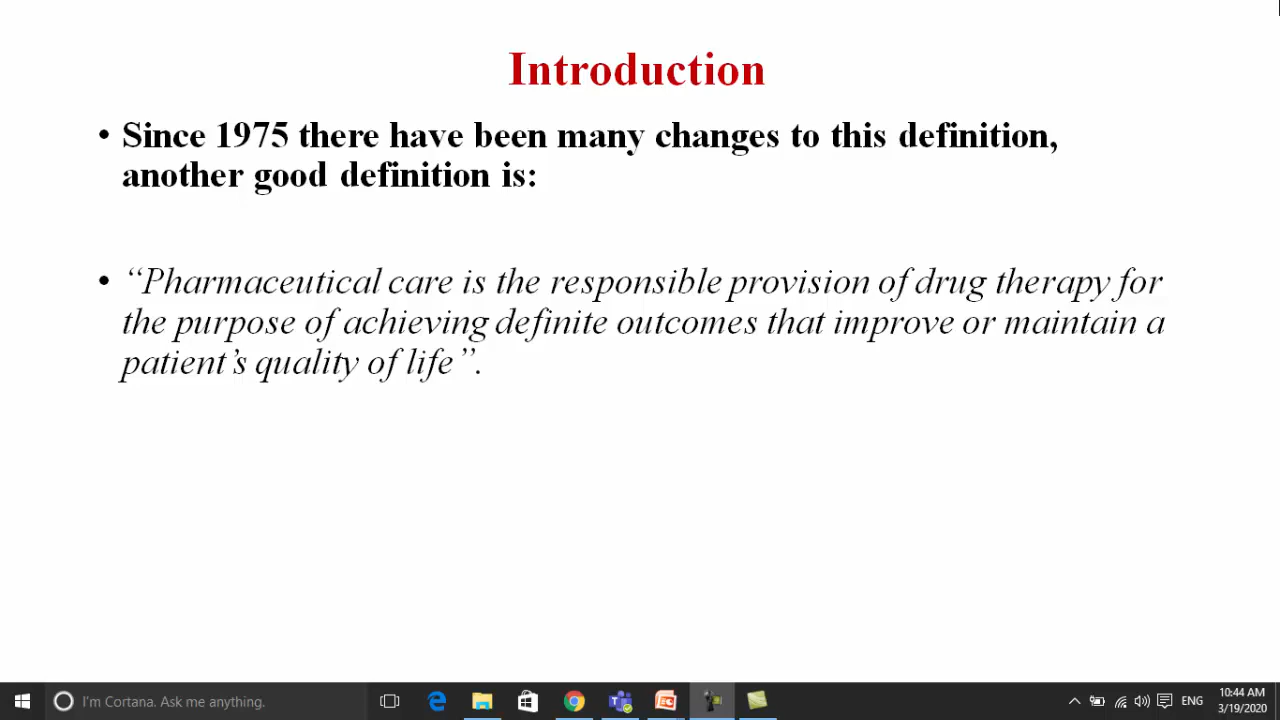 Introduction
• Since 1975 there have been many changes to this definition,
another good definition is:
• “Pharmaceutical care is the responsible provision of drug therapy for
the purpose of achieving definite outcomes that improve or maintain a
patient’s quality of life”.
I'm Cortana. Ask me anything.
ENG
10:44 AM
3/19/2020